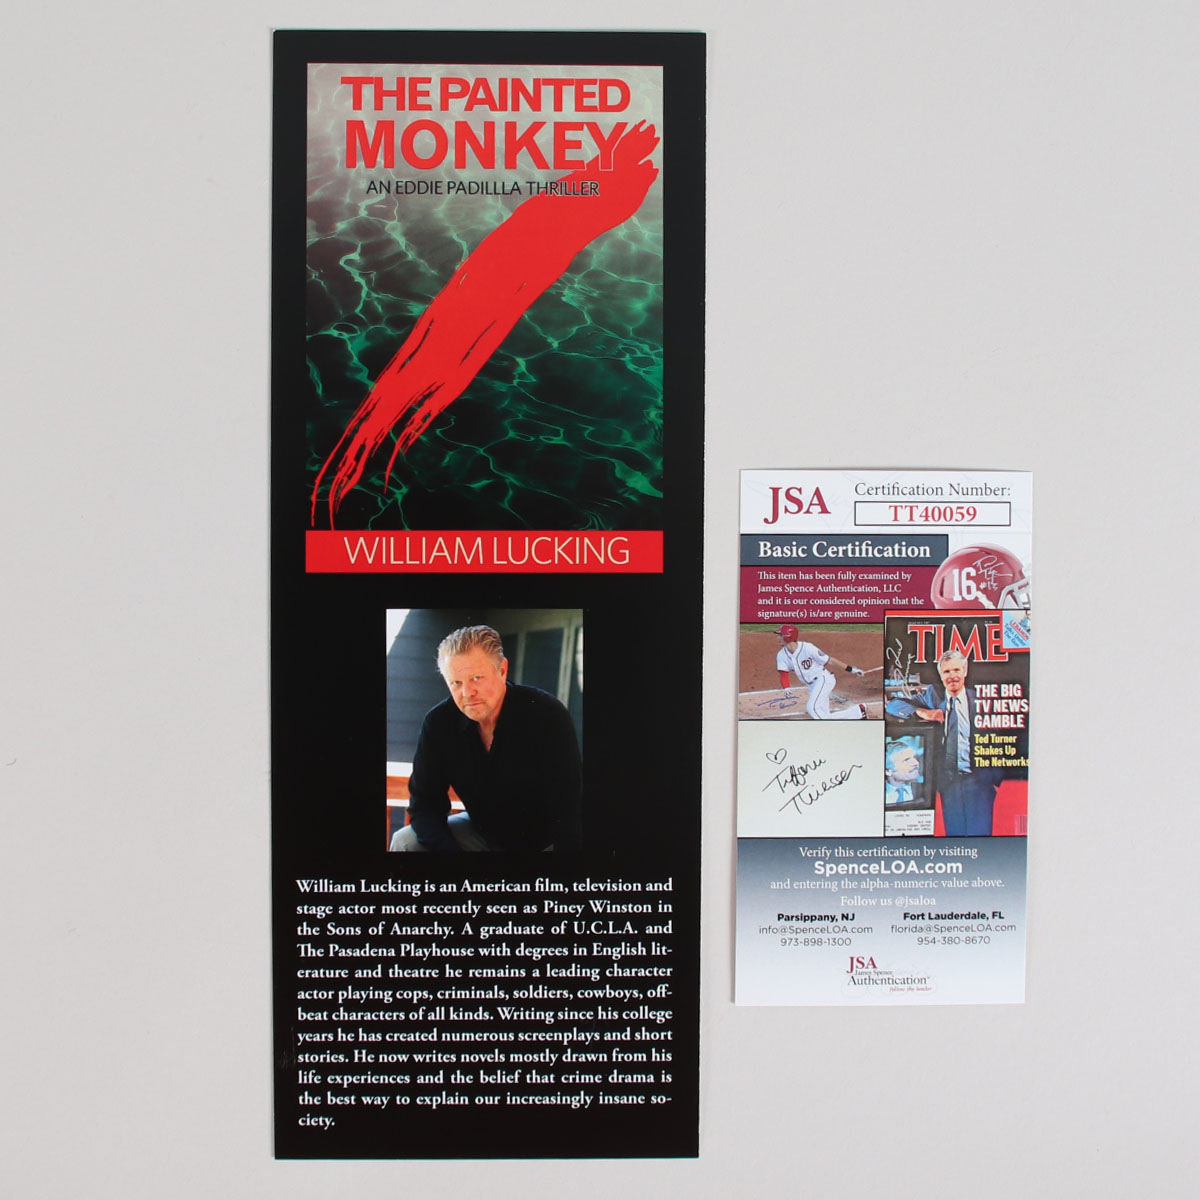 THE PAINTED
MONKEY
AN EDDIE PADILLLA THRILLER
WILLIAM LUCKING
William Lucking is an American film, television and
stage actor most recently seen as Piney Winston in
the Sons of Anarchy. A graduate of U.C.L.A. and
The Pasadena Playhouse with degrees in English lit-
erature and theatre he remains a leading character
actor playing cops, criminals, soldiers, cowboys, off-
beat characters of all kinds. Writing since his college
years he has created numerous screenplays and short
stories. He now writes novels mostly drawn from his
life experiences and the belief that crime drama is
the best way to explain our increasingly insane so-
ciety.
JSA
Certification Number:
TT40059
Basic Certification
This item has been fully examined by
James Spence Authentication, LLC
and it is our considered opinion that the
signature(s) is/are genuine.
16
TIME
THE BIG
TV NEWS
GAMBLE
Ted Turner
Shakes Up
The Networks
Tiffani
Thiessen
Verify this certification by visiting
SpenceLOA.com
and entering the alpha-numeric value above.
Follow us @jsaloa
Parsippany, NJ
info@SpenceLOA.com
973-898-1300
Fort Lauderdale, FL
florida@SpenceLOA.com
954-380-8670
JSA
James Spence
Authentication
follow the leader